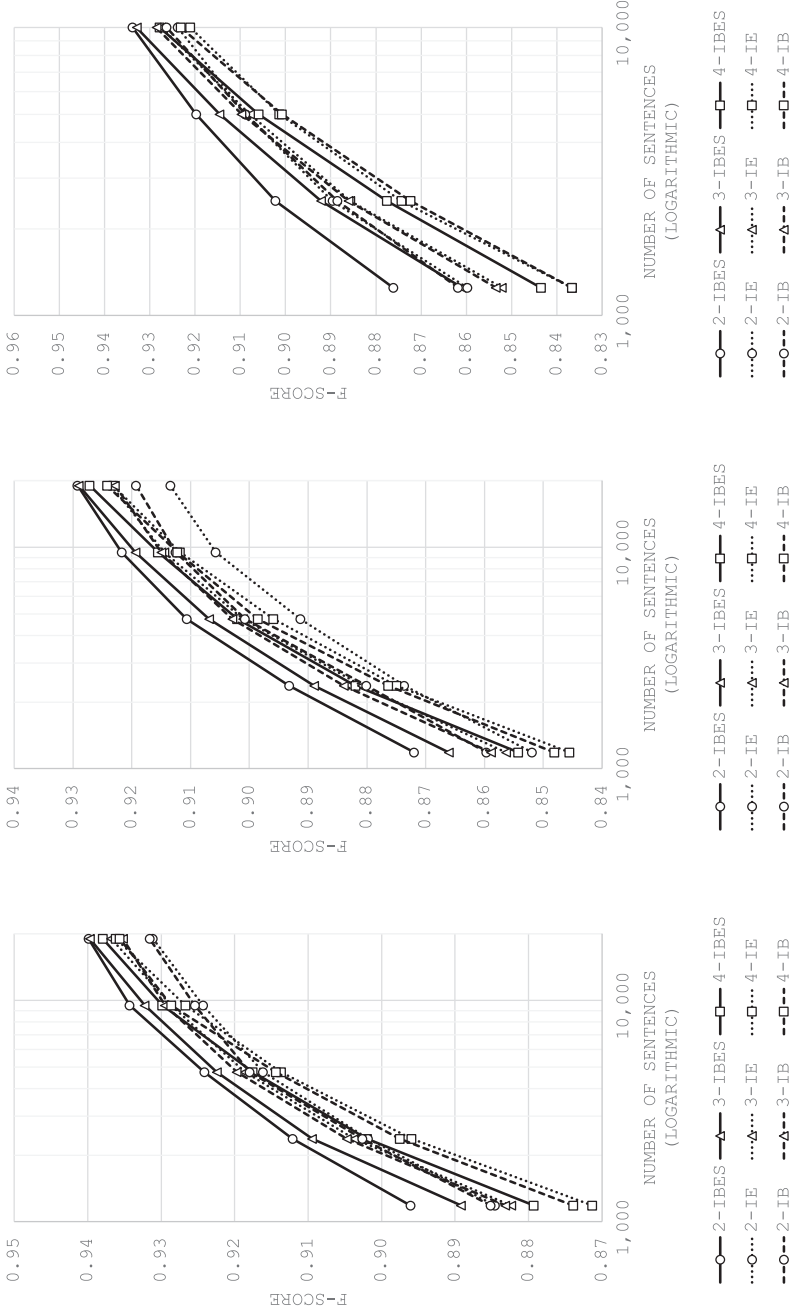 0.95
0.94
0.93
0.92
0.91
0.90
0.89
0.88
0.87
F-SCORE
1,000
10,000
NUMBER OF SENTENCES
(LOGARITHMIC)
2-IBES 3-IBES 4-IBES
2-IE 3-IE 4-IE
2-IB 3-IB 4-IB
0.94
0.93
0.92
0.91
0.90
0.89
0.88
0.87
0.86
0.85
0.84
F-SCORE
1,000
10,000
NUMBER OF SENTENCES
(LOGARITHMIC)
2-IBES 3-IBES 4-IBES
2-IE 3-IE 4-IE
2-IB 3-IB 4-IB
0.96
0.95
0.94
0.93
0.92
0.91
0.90
0.89
0.88
0.87
0.86
0.85
0.84
0.83
F-SCORE
1,000
10,000
NUMBER OF SENTENCES
(LOGARITHMIC)
2-IBES 3-IBES 4-IBES
2-IE 3-IE 4-IE
2-IB 3-IB 4-IB